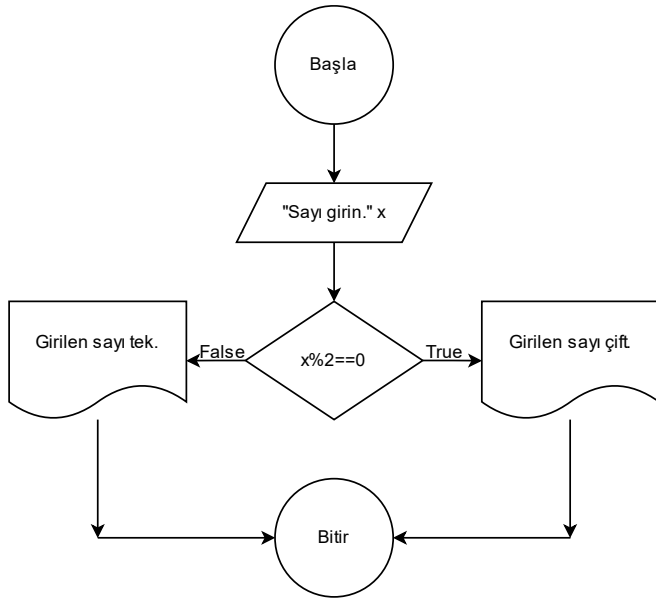 Başla
"Sayı girin." x
Girilen sayı tek.
False
x%2==0
True
Girilen sayı çift.
Bitir